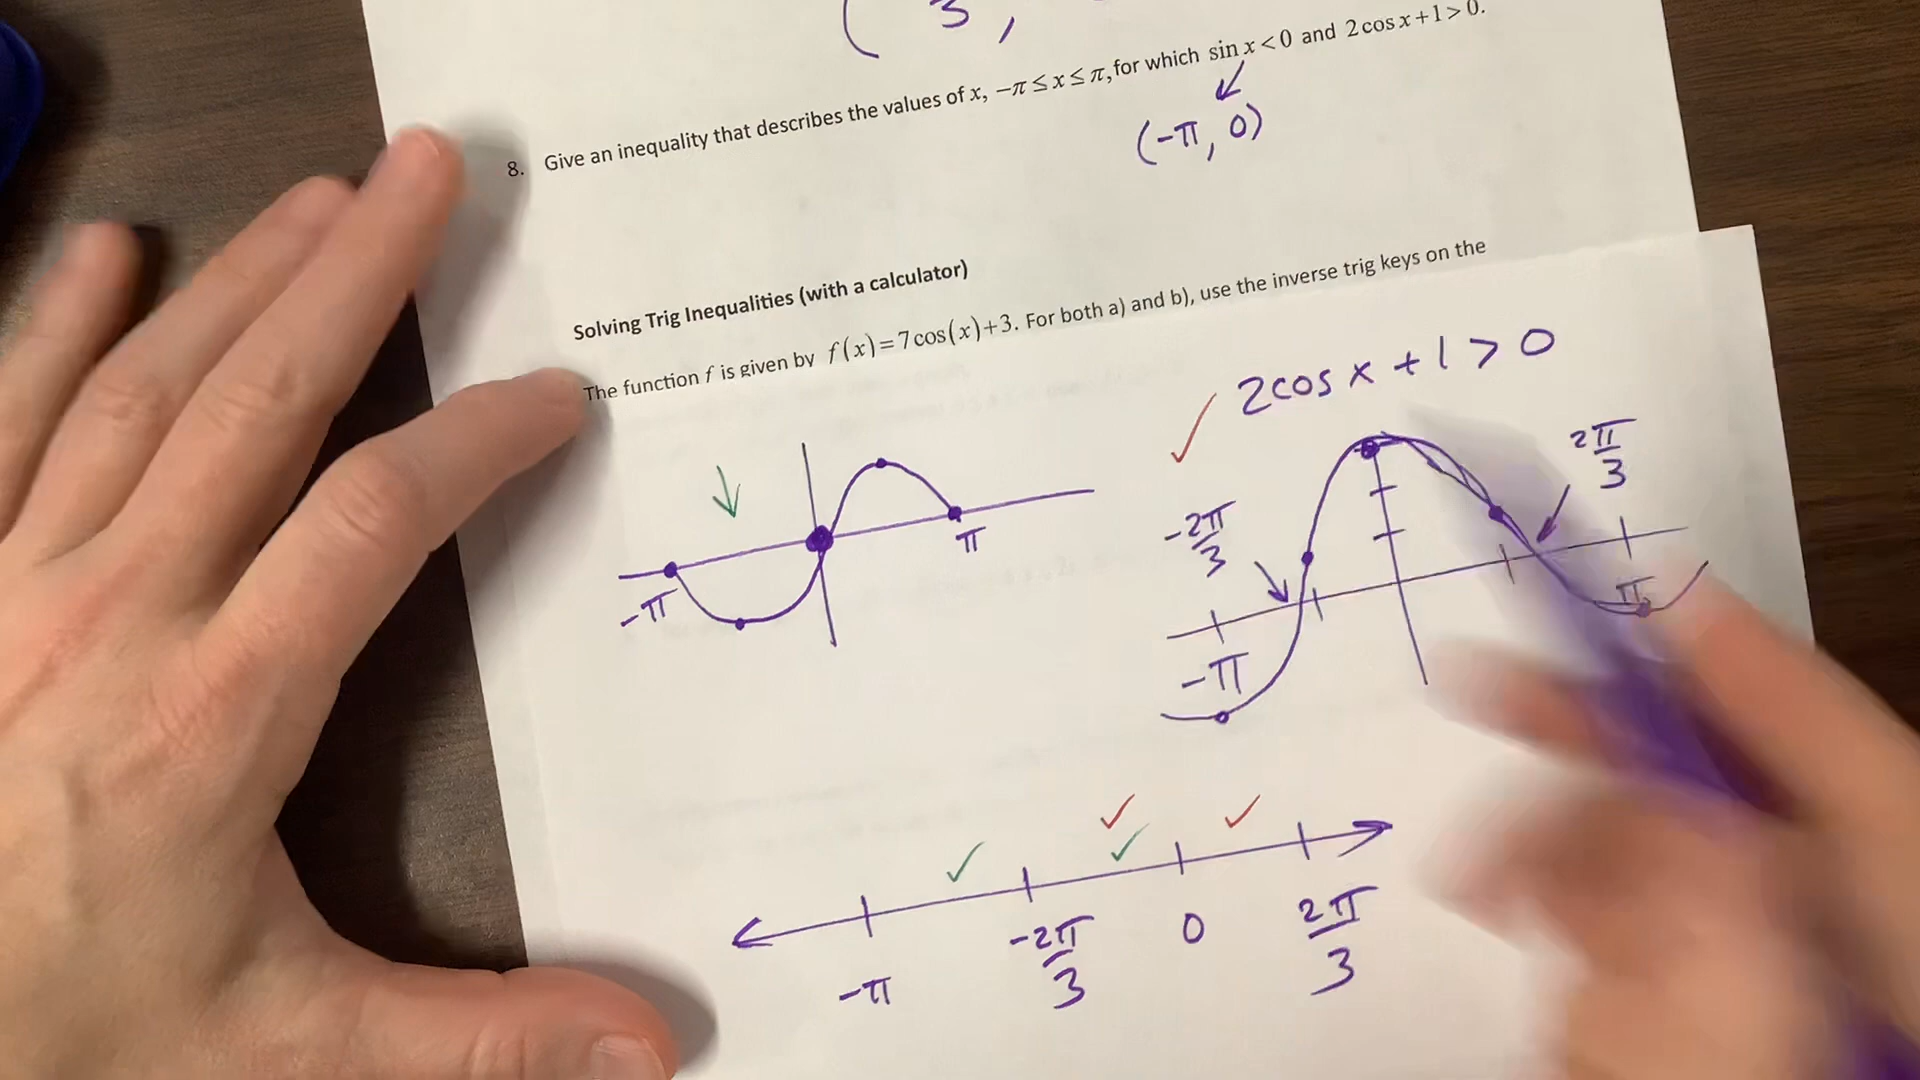 ( 3 ,
8. Give an inequality that describes the values of x, −π ≤ x ≤ π, for which sin x < 0 and 2 cos x + 1 > 0.
(-π, 0)
Solving Trig Inequalities (with a calculator)
The function f is given by f(x) = 7 cos(x) + 3. For both a) and b), use the inverse trig keys on the
✓ 2cos x + 1 > 0
-π
π
-2π/3
2π/3
-π
π
✓ ✓ ✓ ✓
-π -2π/3 0 2π/3